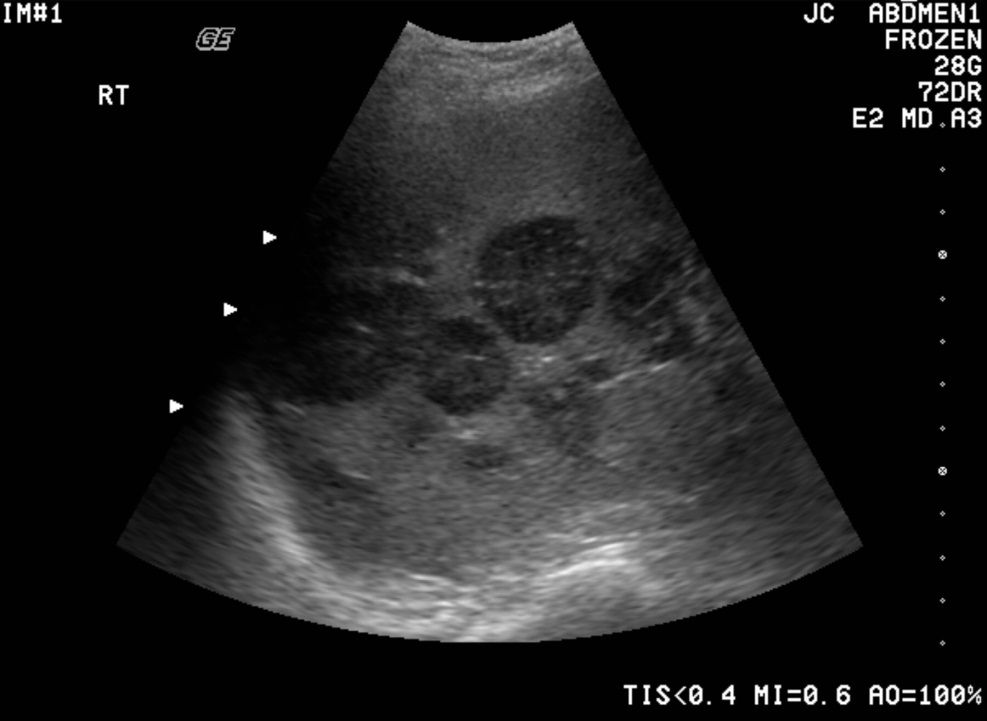 IM#1
GE
RT
JC ABDMEN1
FROZEN
28G
72DR
E2 MD.A3
TIS<0.4 MI=0.6 AO=100%